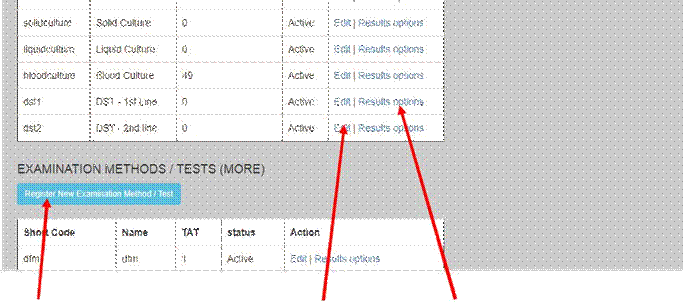 solidculture Solid Culture 0 Active Edit | Results options
liquidculture Liquid Culture 0 Active Edit | Results options
bloodculture Blood Culture 49 Active Edit | Results options
dst1 DST - 1st Line 0 Active Edit | Results options
dst2 DST - 2nd line 0 Active Edit | Results options
EXAMINATION METHODS / TESTS (MORE)
Register New Examination Method / Test
Short Code Name TAT status Action
dfm dfm 1 Active Edit | Results options